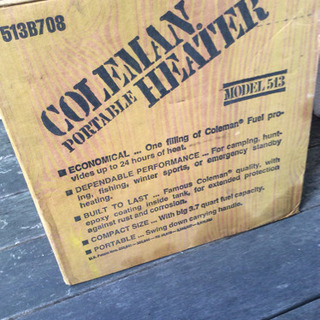 513B708
COLEMAN.
PORTABLE HEATER
MODEL 513
■ ECONOMICAL ... One filling of Coleman® Fuel pro-
vides up to 24 hours of heat.
■ DEPENDABLE PERFORMANCE ... For camping, hunt-
ing, fishing, winter sports, or emergency standby
heating.
■ BUILT TO LAST ... Famous Coleman® quality, with
epoxy coating inside tank, for extended protection
against rust and corrosion.
■ COMPACT SIZE ... With big 3.7 quart fuel capacity.
■ PORTABLE ... Swing down carrying handle.